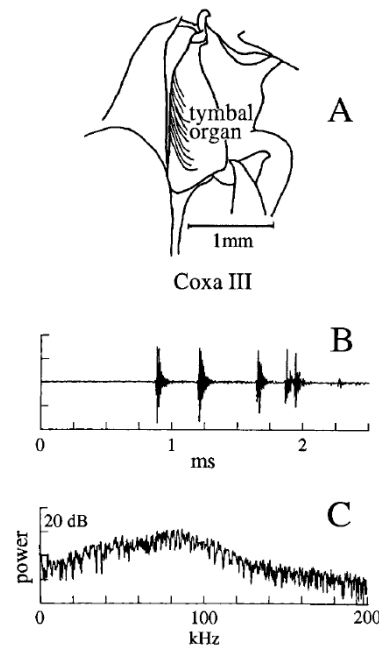 A
tymbal
organ
1mm
Coxa III
B
0 1 2
ms
C
20 dB
power
0 100 200
kHz